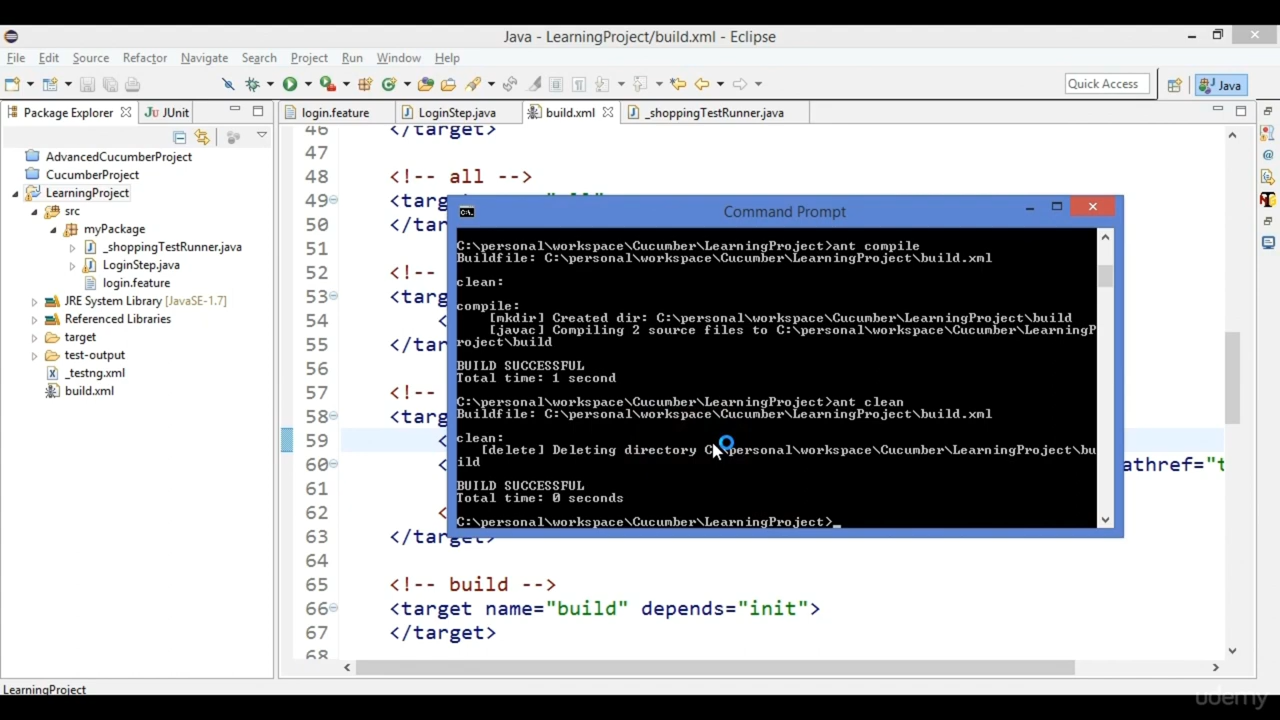 Java - LearningProject/build.xml - Eclipse
File Edit Source Refactor Navigate Search Project Run Window Help
Quick Access
Java
Package Explorer
JUnit
login.feature
LoginStep.java
build.xml
_shoppingTestRunner.java
AdvancedCucumberProject
CucumberProject
LearningProject
src
myPackage
_shoppingTestRunner.java
LoginStep.java
login.feature
JRE System Library [JavaSE-1.7]
Referenced Libraries
target
test-output
_testng.xml
build.xml
46 </target>
47
48 <!-- all -->
49 <targ
50 </tar
51
52 <!--
53 <targ
54 <
55 </tar
56
57 <!--
58 <targ
59 <
60 < athref="t
61
62 <
63 </target>
64
65 <!-- build -->
66 <target name="build" depends="init">
67 </target>
68
Command Prompt
C:\personal\workspace\Cucumber\LearningProject>ant compile
Buildfile: C:\personal\workspace\Cucumber\LearningProject\build.xml
clean:
compile:
[mkdir] Created dir: C:\personal\workspace\Cucumber\LearningProject\build
[javac] Compiling 2 source files to C:\personal\workspace\Cucumber\LearningP
roject\build
BUILD SUCCESSFUL
Total time: 1 second
C:\personal\workspace\Cucumber\LearningProject>ant clean
Buildfile: C:\personal\workspace\Cucumber\LearningProject\build.xml
clean:
[delete] Deleting directory C:\personal\workspace\Cucumber\LearningProject\bu
ild
BUILD SUCCESSFUL
Total time: 0 seconds
C:\personal\workspace\Cucumber\LearningProject>_
LearningProject
udemy